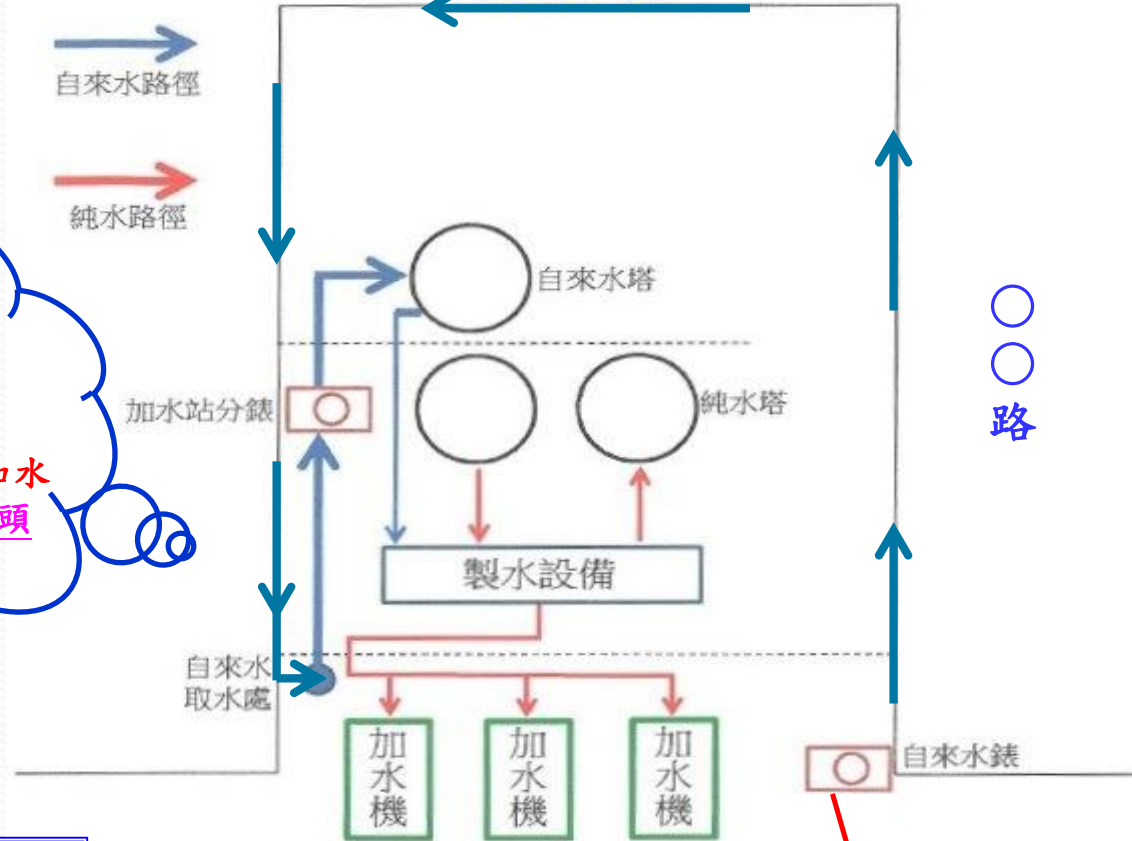 自來水路徑
純水路徑
自來水塔
加水站分錶
純水塔
○
○
路
加水
頭
製水設備
自來水
取水處
加水機
加水機
加水機
自來水錶